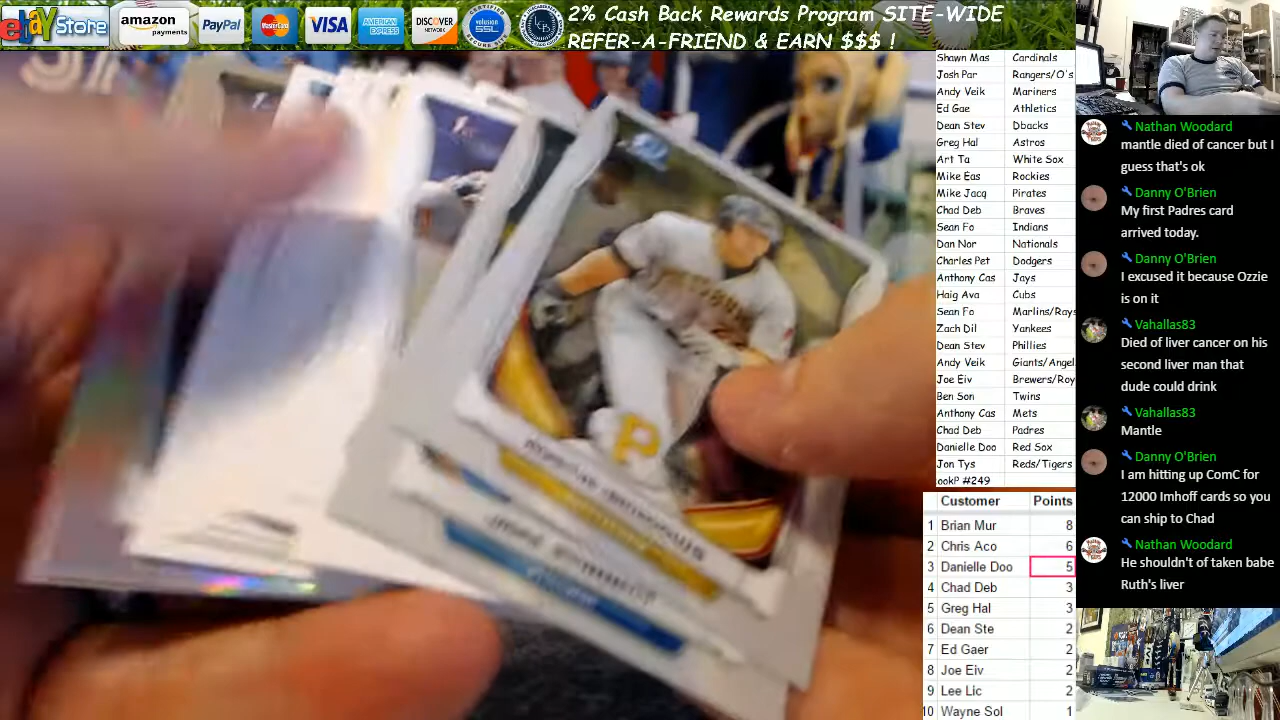 ebay Store
amazon
payments
PayPal
MasterCard
VISA
AMERICAN
EXPRESS
DISCOVER
NETWORK
SSL
2% Cash Back Rewards Program SITE-WIDE
REFER-A-FRIEND & EARN $$$ !
Shawn Mas Cardinals
Josh Par Rangers/O's
Andy Veik Mariners
Ed Gae Athletics
Dean Stev Dbacks
Greg Hal Astros
Art Ta White Sox
Mike Eas Rockies
Mike Jacq Pirates
Chad Deb Braves
Sean Fo Indians
Dan Nor Nationals
Charles Pet Dodgers
Anthony Cas Jays
Haig Ava Cubs
Sean Fo Marlins/Rays
Zach Dil Yankees
Dean Stev Phillies
Andy Veik Giants/Angel
Joe Eiv Brewers/Roy
Ben Son Twins
Anthony Cas Mets
Chad Deb Padres
Danielle Doo Red Sox
Jon Tys Reds/Tigers
ookP #249
Customer Points
1 Brian Mur 8
2 Chris Aco 6
3 Danielle Doo 5
4 Chad Deb 3
5 Greg Hal 3
6 Dean Ste 2
7 Ed Gaer 2
8 Joe Eiv 2
9 Lee Lic 2
10 Wayne Sol 1
Nathan Woodard
mantle died of cancer but I
guess that's ok
Danny O'Brien
My first Padres card
arrived today.
Danny O'Brien
I excused it because Ozzie
is on it
Vahallas83
Died of liver cancer on his
second liver man that
dude could drink
Vahallas83
Mantle
Danny O'Brien
I am hitting up ComC for
12000 Imhoff cards so you
can ship to Chad
Nathan Woodard
He shouldn't of taken babe
Ruth's liver
P